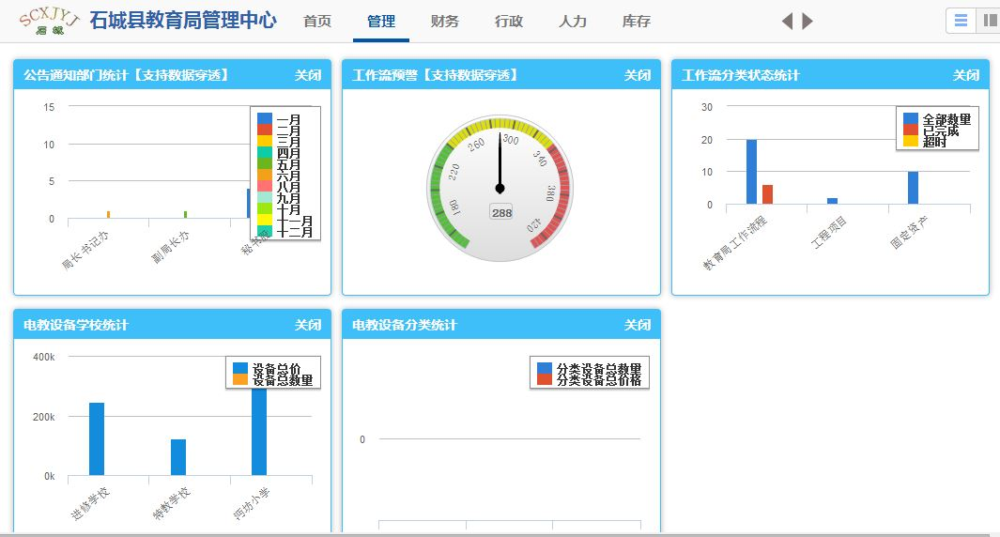 SCXJYJ
石城
石城县教育局管理中心
首页
管理
财务
行政
人力
库存
公告通知部门统计【支持数据穿透】
关闭
15
10
5
0
一月
二月
三月
四月
五月
六月
八月
九月
十月
十一月
十二月
局长书记办
副局长办
秘书股
工作流预警【支持数据穿透】
关闭
180
220
260
300
340
380
420
288
工作流分类状态统计
关闭
30
20
10
0
全部数量
已完成
超时
教育局工作流程
工程项目
固定资产
电教设备学校统计
关闭
400k
200k
0k
设备总价
设备总数量
进修学校
特教学校
沔坊小学
电教设备分类统计
关闭
0
分类设备总数量
分类设备总价格